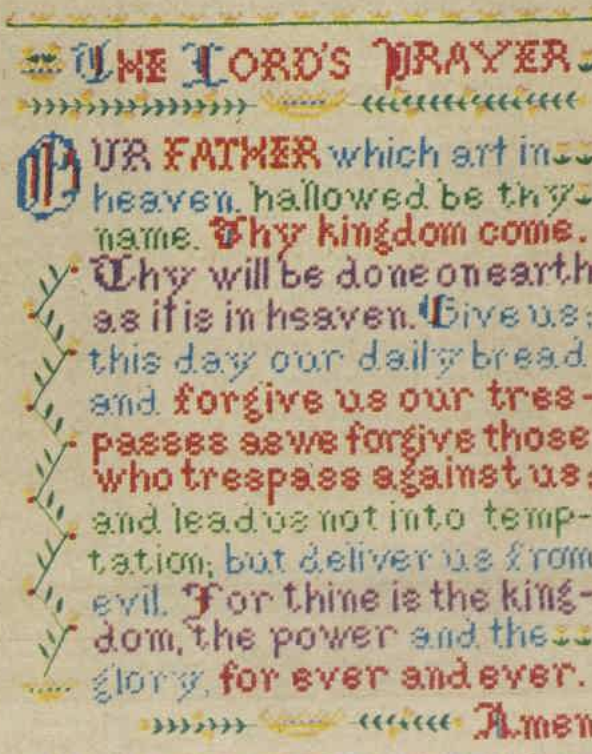 THE LORD'S PRAYER
OUR FATHER which art in
heaven, hallowed be thy
name. Thy kingdom come.
Thy will be done on earth
as it is in heaven. Give us
this day our daily bread
and forgive us our tres-
passes as we forgive those
who trespass against us:
and lead us not into temp-
tation; but deliver us from
evil. For thine is the king-
dom, the power and the
glory, for ever and ever.
Amen